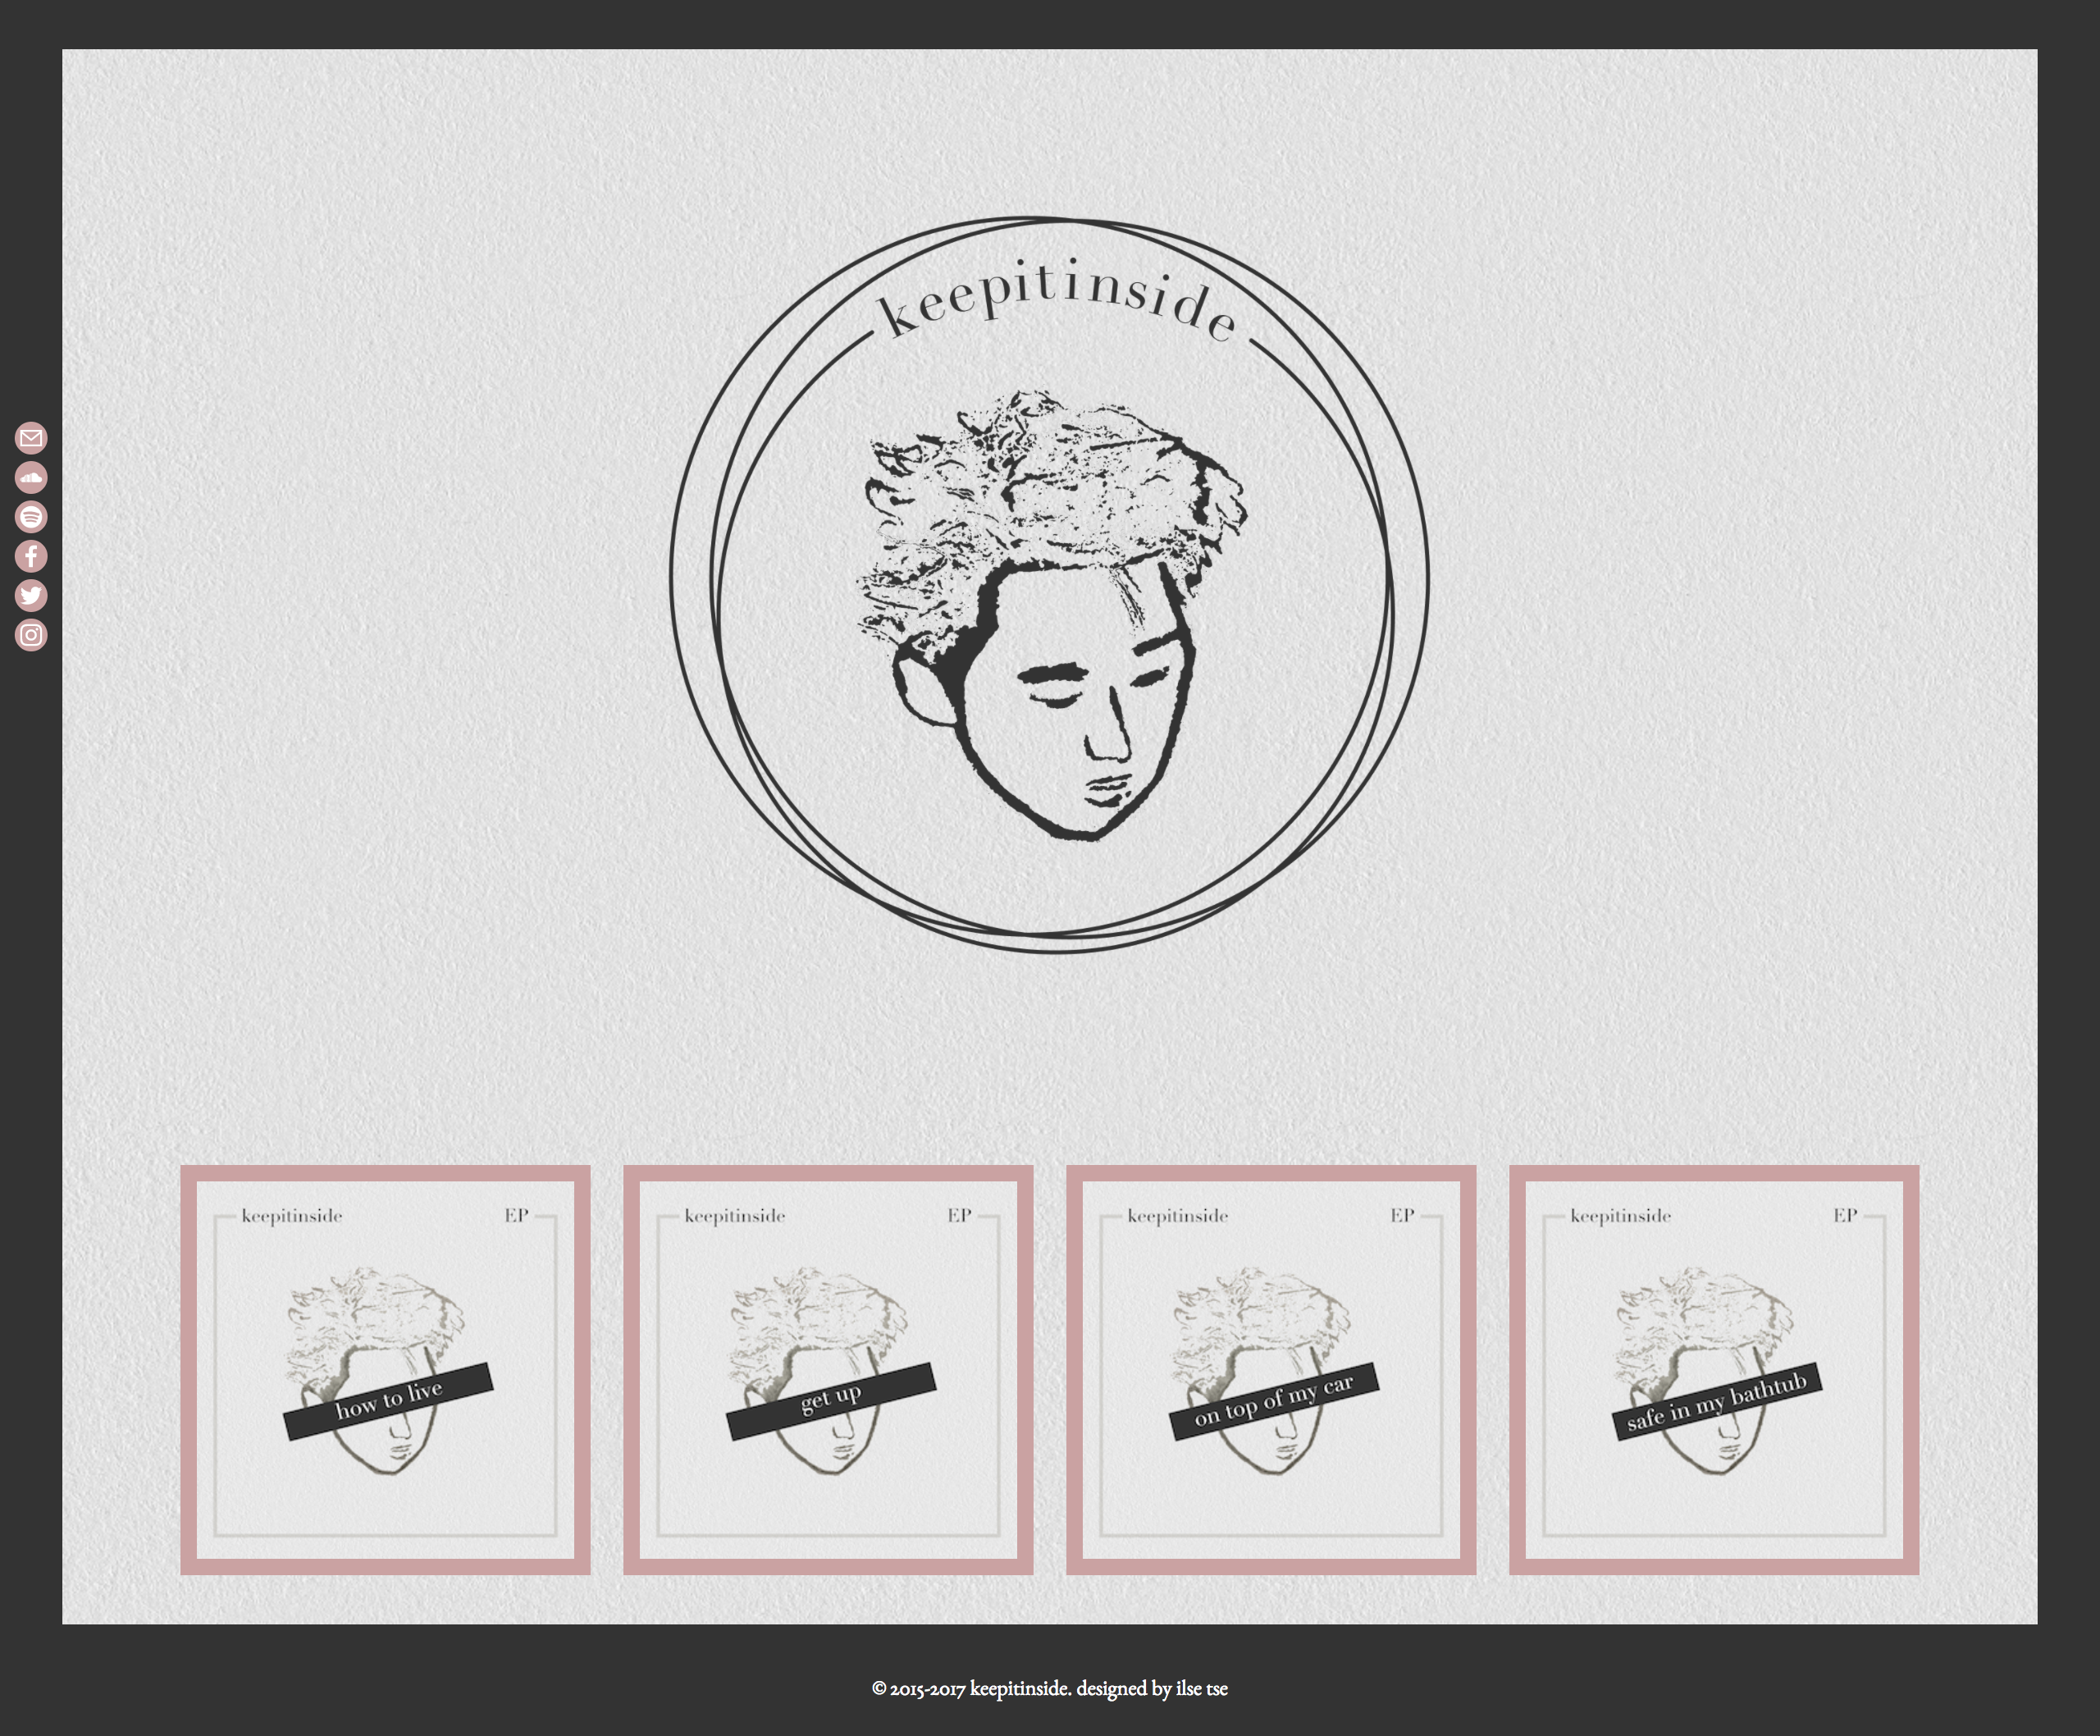 keepitinside
keepitinside EP
how to live
keepitinside EP
get up
keepitinside EP
on top of my car
keepitinside EP
safe in my bathtub
© 2015-2017 keepitinside. designed by ilse tse